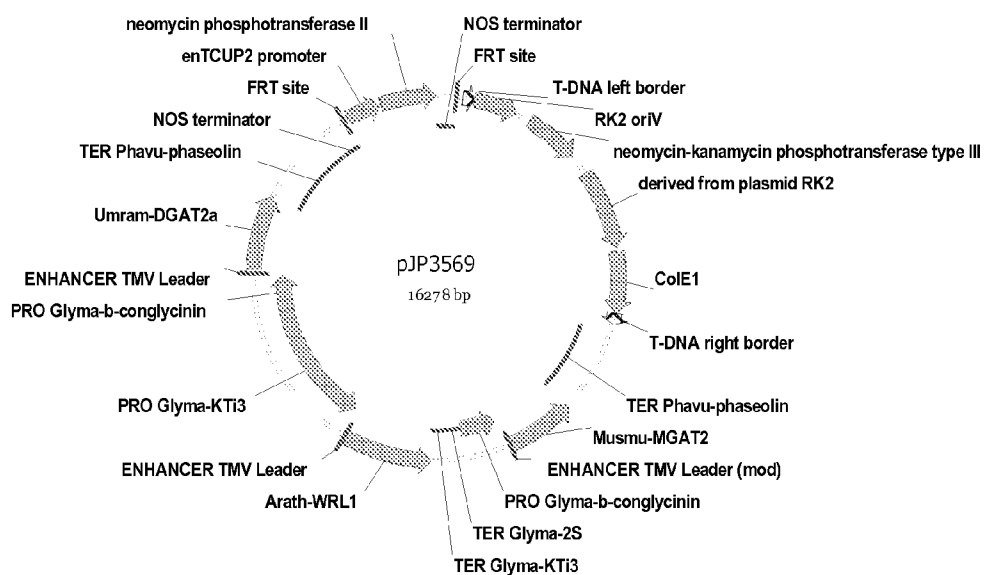 neomycin phosphotransferase II
NOS terminator
enTCUP2 promoter
FRT site
FRT site
T-DNA left border
NOS terminator
RK2 oriV
TER Phavu-phaseolin
neomycin-kanamycin phosphotransferase type III
derived from plasmid RK2
Umram-DGAT2a
pJP3569
ENHANCER TMV Leader
ColE1
16278 bp
PRO Glyma-b-conglycinin
T-DNA right border
PRO Glyma-KTi3
TER Phavu-phaseolin
Musmu-MGAT2
ENHANCER TMV Leader
ENHANCER TMV Leader (mod)
Arath-WRL1
PRO Glyma-b-conglycinin
TER Glyma-2S
TER Glyma-KTi3